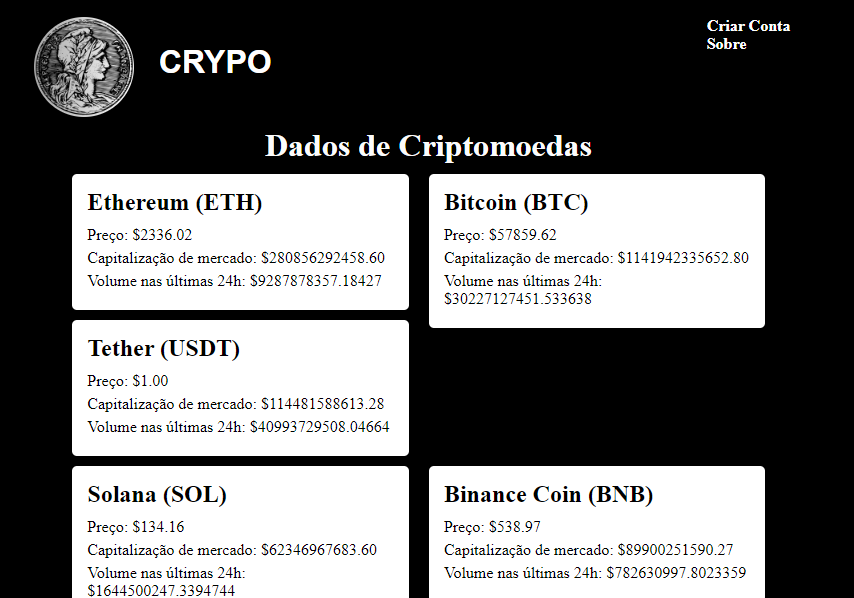 CRYPO
Criar Conta
Sobre
Dados de Criptomoedas
Ethereum (ETH)
Preço: $2336.02
Capitalização de mercado: $280856292458.60
Volume nas últimas 24h: $9287878357.18427
Bitcoin (BTC)
Preço: $57859.62
Capitalização de mercado: $1141942335652.80
Volume nas últimas 24h:
$30227127451.533638
Tether (USDT)
Preço: $1.00
Capitalização de mercado: $114481588613.28
Volume nas últimas 24h: $40993729508.04664
Solana (SOL)
Preço: $134.16
Capitalização de mercado: $62346967683.60
Volume nas últimas 24h:
$1644500247.3394744
Binance Coin (BNB)
Preço: $538.97
Capitalização de mercado: $89900251590.27
Volume nas últimas 24h: $782630997.8023359